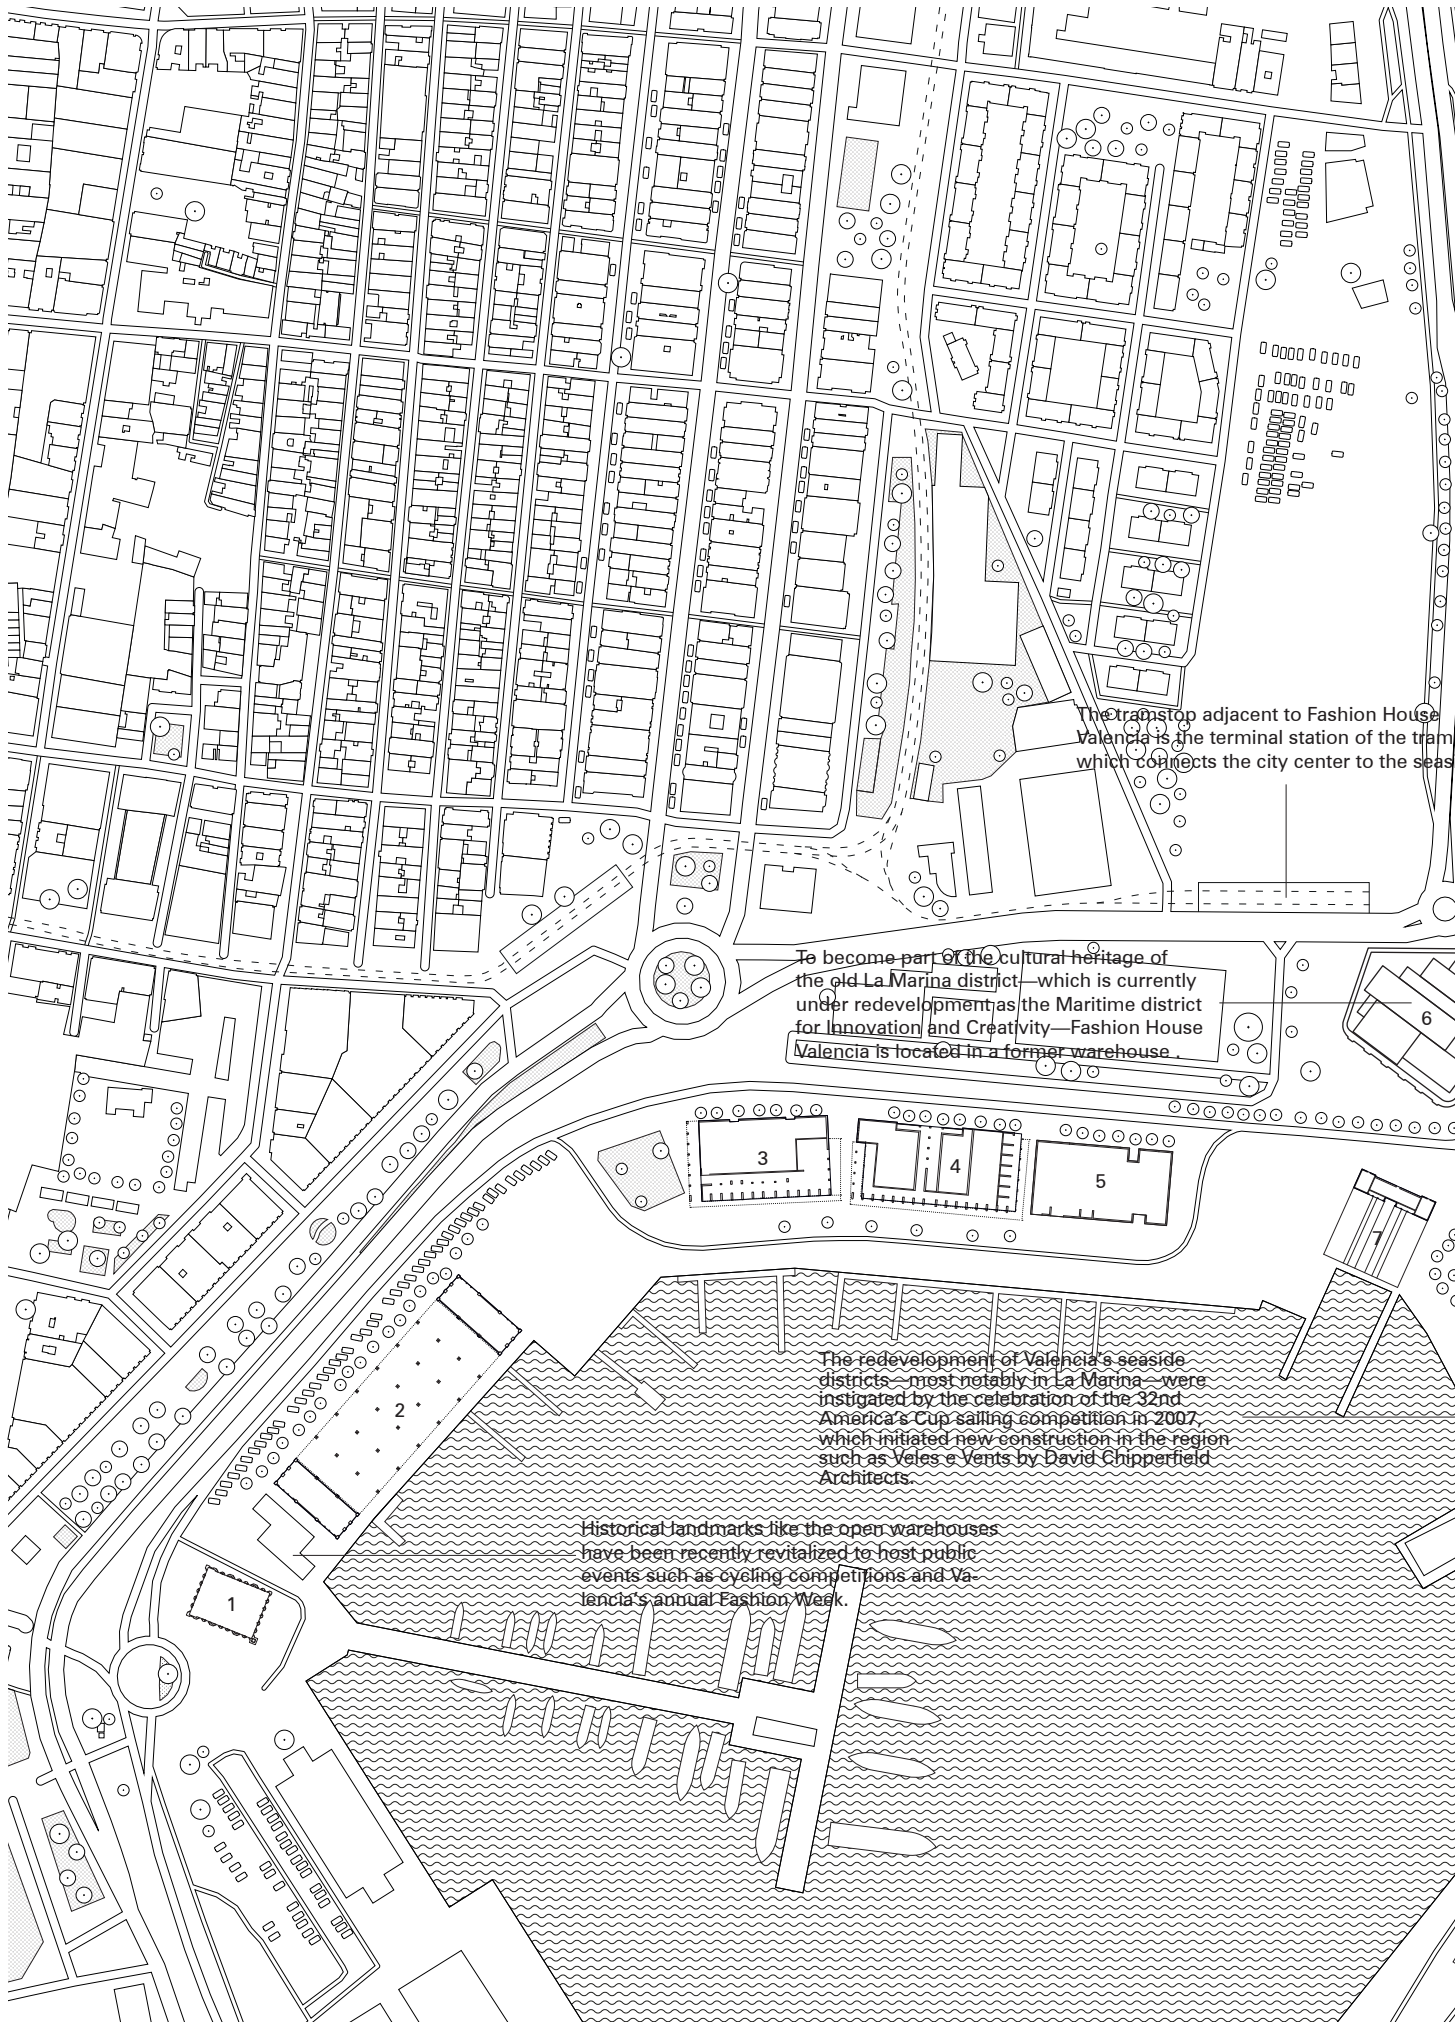 The tramstop adjacent to Fashion House
Valencia is the terminal station of the tram
which connects the city center to the seas
To become part of the cultural heritage of
the old La Marina district—which is currently
under redevelopment as the Maritime district
for Innovation and Creativity—Fashion House
Valencia is located in a former warehouse .
6
3
4
5
7
The redevelopment of Valencia's seaside
districts—most notably in La Marina—were
instigated by the celebration of the 32nd
America's Cup sailing competition in 2007,
which initiated new construction in the region
such as Veles e Vents by David Chipperfield
Architects.
2
Historical landmarks like the open warehouses
have been recently revitalized to host public
events such as cycling competitions and Va-
lencia's annual Fashion Week.
1